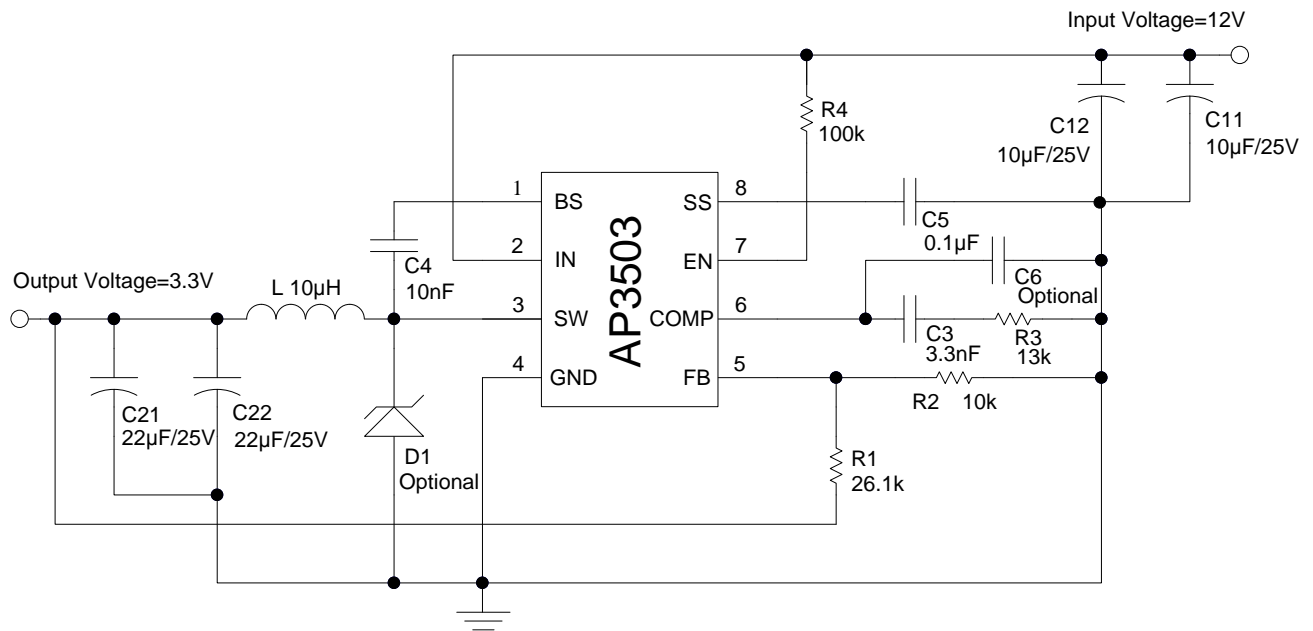 Input Voltage=12V
R4
100k
C12
10µF/25V
C11
10µF/25V
1
BS
SS
8
C5
0.1µF
2
IN
EN
7
C4
10nF
C6
Optional
Output Voltage=3.3V
L 10µH
3
SW
COMP
6
C3
3.3nF
R3
13k
AP3503
4
GND
FB
5
R2
10k
C21
22µF/25V
C22
22µF/25V
D1
Optional
R1
26.1k